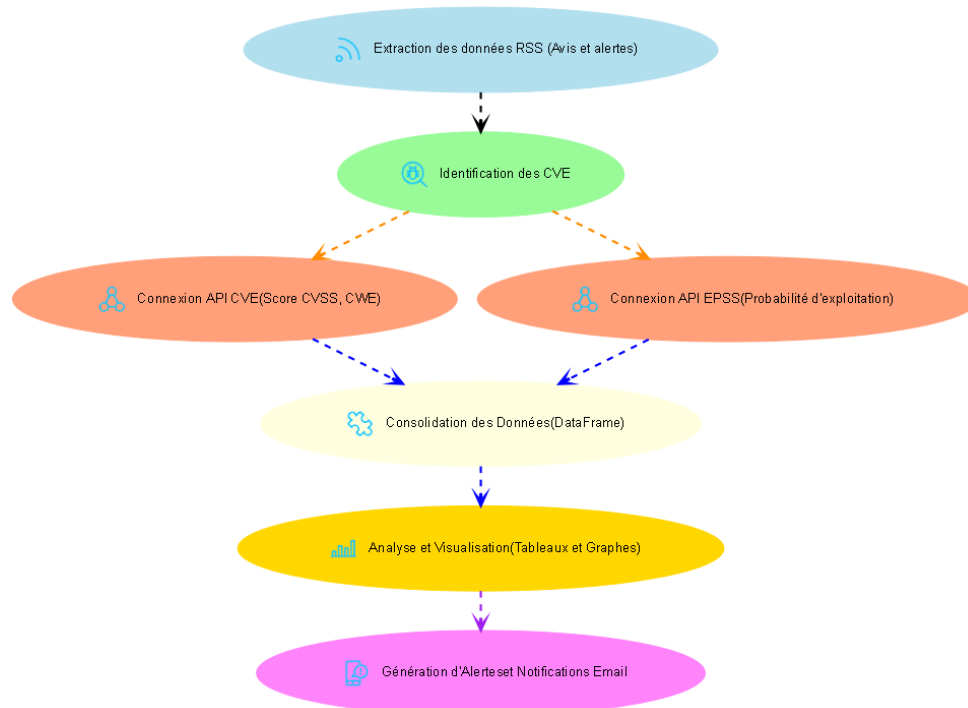 Extraction des données RSS (Avis et alertes)
Identification des CVE
Connexion API CVE(Score CVSS, CWE)
Connexion API EPSS(Probabilité d'exploitation)
Consolidation des Données(DataFrame)
Analyse et Visualisation(Tableaux et Graphes)
Génération d'Alerteset Notifications Email